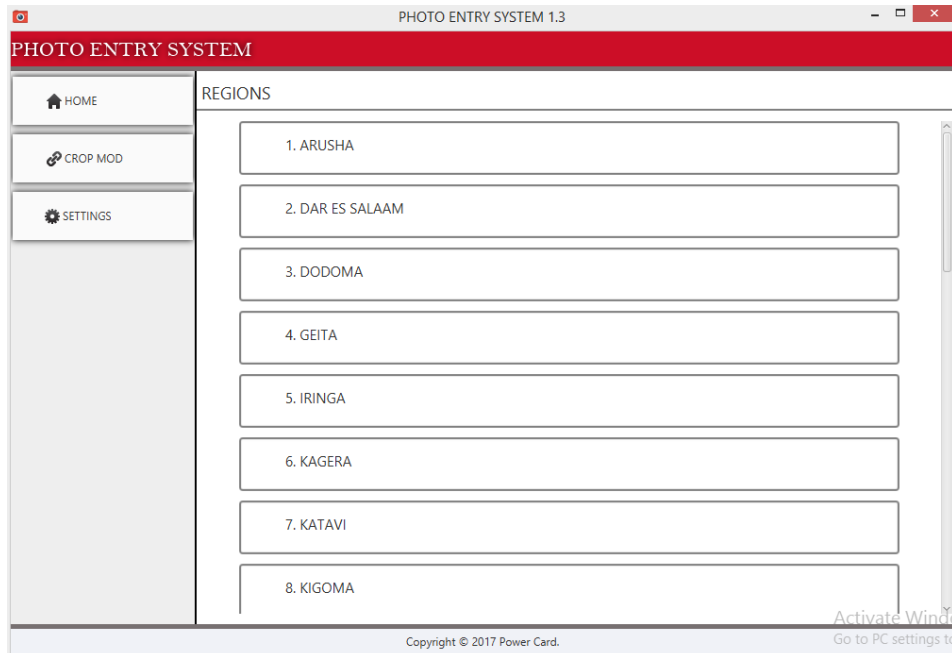 PHOTO ENTRY SYSTEM 1.3
PHOTO ENTRY SYSTEM
HOME
CROP MOD
SETTINGS
REGIONS
1. ARUSHA
2. DAR ES SALAAM
3. DODOMA
4. GEITA
5. IRINGA
6. KAGERA
7. KATAVI
8. KIGOMA
Activate Wind
Go to PC settings t
Copyright © 2017 Power Card.